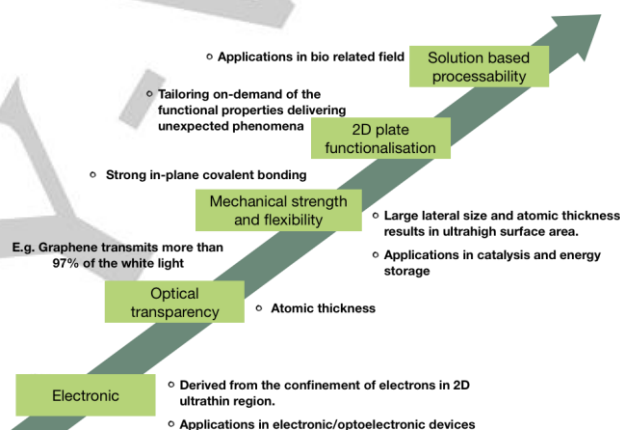 Applications in bio related field
Solution based
processability
Tailoring on-demand of the
functional properties delivering
unexpected phenomena
2D plate
functionalisation
Strong in-plane covalent bonding
Mechanical strength
and flexibility
Large lateral size and atomic thickness
results in ultrahigh surface area.
Applications in catalysis and energy
storage
E.g. Graphene transmits more than
97% of the white light
Optical
transparency
Atomic thickness
Electronic
Derived from the confinement of electrons in 2D
ultrathin region.
Applications in electronic/optoelectronic devices